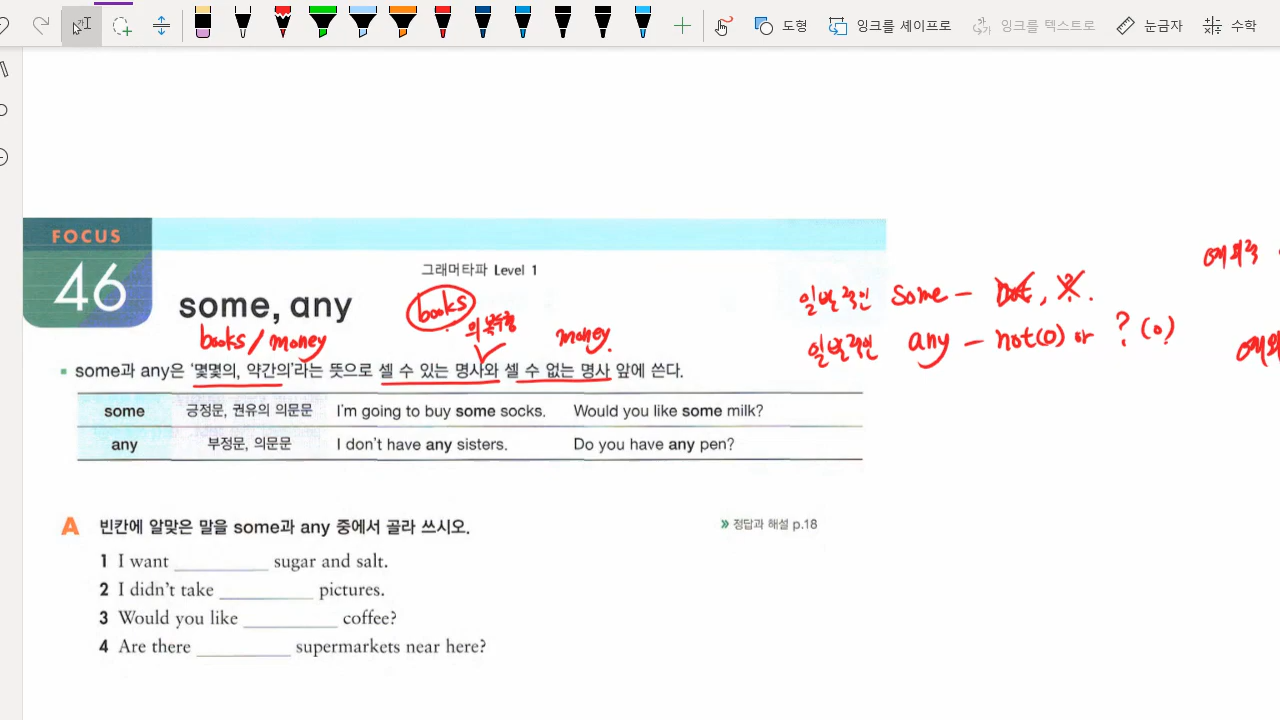 도형
잉크를 셰이프로
잉크를 텍스트로
눈금자
수학
FOCUS
46
그래머타파 Level 1
some, any
books
의 복수형
books / money
money.
일반적인 some – not, ?.
일반적인 any – not(o) or ? (o)
예외적
예외
some과 any은 '몇몇의, 약간의'라는 뜻으로 셀 수 있는 명사와 셀 수 없는 명사 앞에 쓴다.
some 긍정문, 권유의 의문문 I'm going to buy some socks. Would you like some milk?
any 부정문, 의문문 I don't have any sisters. Do you have any pen?
A 빈칸에 알맞은 말을 some과 any 중에서 골라 쓰시오.
» 정답과 해설 p.18
1 I want __________ sugar and salt.
2 I didn't take __________ pictures.
3 Would you like __________ coffee?
4 Are there __________ supermarkets near here?